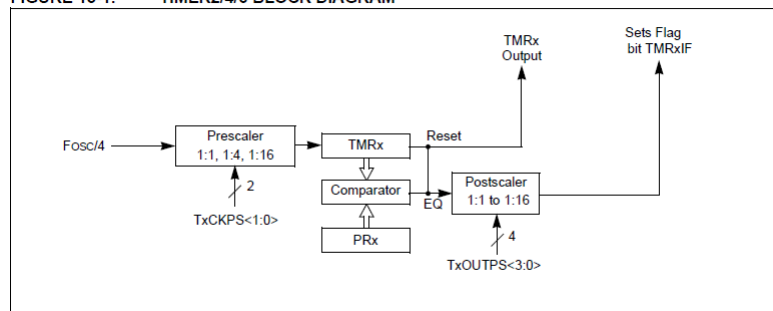 TMRx
Output
Sets Flag
bit TMRxIF
Fosc/4
Prescaler
1:1, 1:4, 1:16
2
TxCKPS<1:0>
TMRx
Reset
Comparator
EQ
PRx
Postscaler
1:1 to 1:16
4
TxOUTPS<3:0>